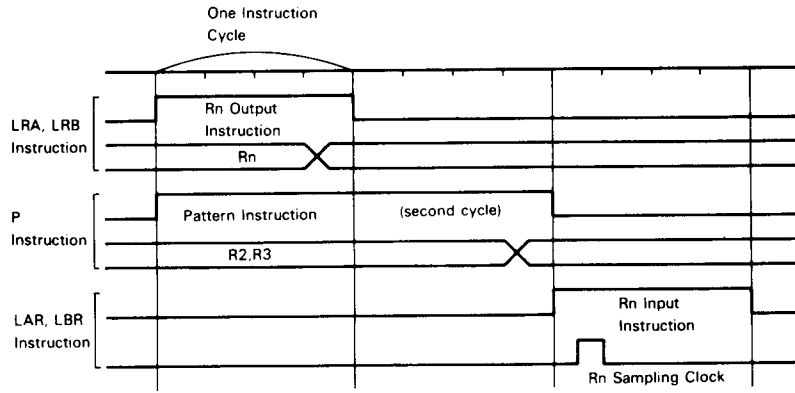 One Instruction
Cycle
LRA, LRB
Instruction
Rn Output
Instruction
Rn
P
Instruction
Pattern Instruction
(second cycle)
R2,R3
LAR, LBR
Instruction
Rn Input
Instruction
Rn Sampling Clock